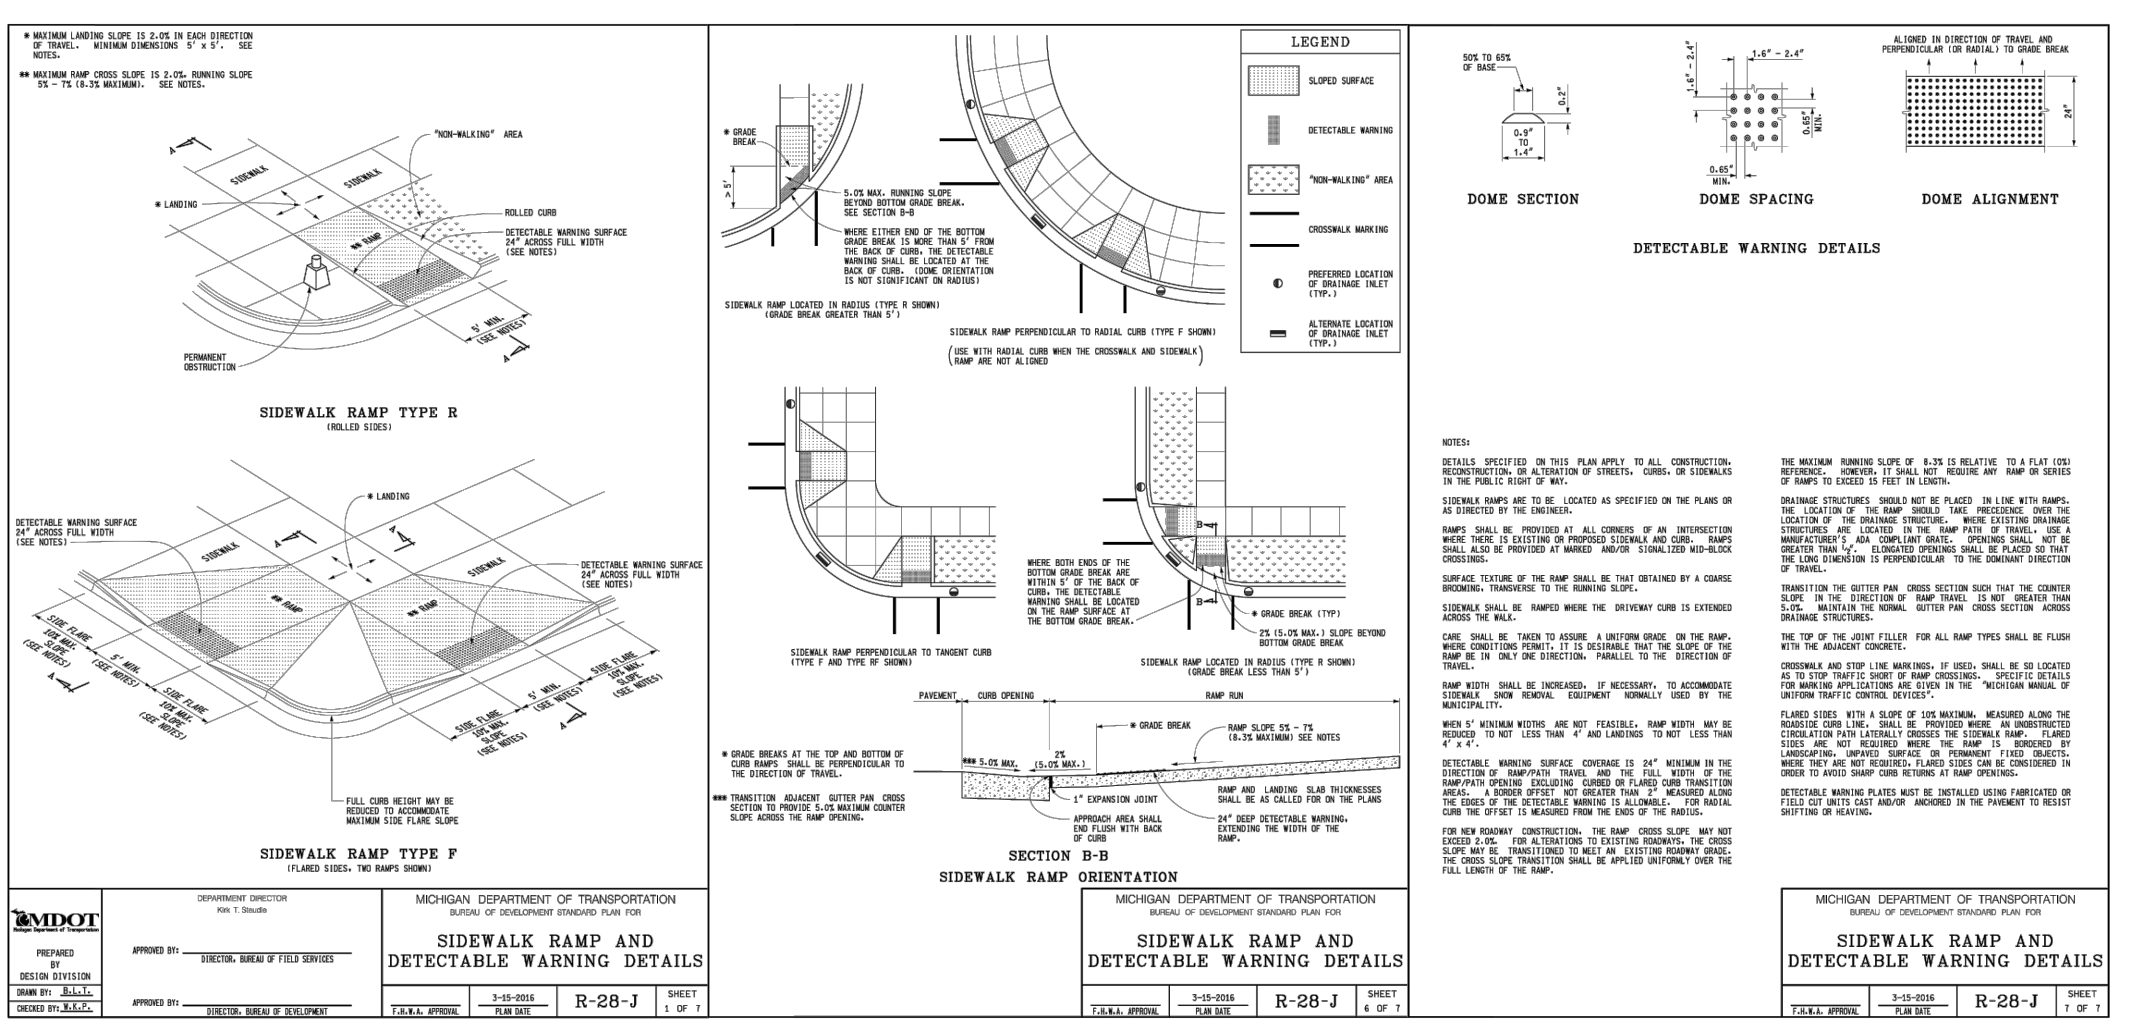 * MAXIMUM LANDING SLOPE IS 2.0% IN EACH DIRECTION
OF TRAVEL. MINIMUM DIMENSIONS 5' x 5'. SEE
NOTES.
** MAXIMUM RAMP CROSS SLOPE IS 2.0%, RUNNING SLOPE
5% - 7% (8.3% MAXIMUM). SEE NOTES.
"NON-WALKING" AREA
A
SIDEWALK
SIDEWALK
* LANDING
ROLLED CURB
DETECTABLE WARNING SURFACE
24" ACROSS FULL WIDTH
(SEE NOTES)
** RAMP
5' MIN.
(SEE NOTES)
A
PERMANENT
OBSTRUCTION
SIDEWALK RAMP TYPE R
(ROLLED SIDES)
* LANDING
DETECTABLE WARNING SURFACE
24" ACROSS FULL WIDTH
(SEE NOTES)
SIDEWALK
A
A
SIDEWALK
DETECTABLE WARNING SURFACE
24" ACROSS FULL WIDTH
(SEE NOTES)
** RAMP
** RAMP
SIDE FLARE
10% MAX.
SLOPE
(SEE NOTES)
5' MIN.
(SEE NOTES)
SIDE FLARE
10% MAX.
SLOPE
(SEE NOTES)
A
SIDE FLARE
10% MAX.
SLOPE
(SEE NOTES)
5' MIN.
(SEE NOTES)
SIDE FLARE
10% MAX.
SLOPE
(SEE NOTES)
A
FULL CURB HEIGHT MAY BE
REDUCED TO ACCOMMODATE
MAXIMUM SIDE FLARE SLOPE
SIDEWALK RAMP TYPE F
(FLARED SIDES, TWO RAMPS SHOWN)
MDOT
Michigan Department of Transportation
PREPARED
BY
DESIGN DIVISION
DRAWN BY: B.L.T.
CHECKED BY: W.K.P.
DEPARTMENT DIRECTOR
Kirk T. Steudle
APPROVED BY:
DIRECTOR, BUREAU OF FIELD SERVICES
APPROVED BY:
DIRECTOR, BUREAU OF DEVELOPMENT
MICHIGAN DEPARTMENT OF TRANSPORTATION
BUREAU OF DEVELOPMENT STANDARD PLAN FOR
SIDEWALK RAMP AND
DETECTABLE WARNING DETAILS
F.H.W.A. APPROVAL
3-15-2016
PLAN DATE
R-28-J
SHEET
1 OF 7
* GRADE
BREAK
> 5'
5.0% MAX. RUNNING SLOPE
BEYOND BOTTOM GRADE BREAK.
SEE SECTION B-B
WHERE EITHER END OF THE BOTTOM
GRADE BREAK IS MORE THAN 5' FROM
THE BACK OF CURB, THE DETECTABLE
WARNING SHALL BE LOCATED AT THE
BACK OF CURB. (DOME ORIENTATION
IS NOT SIGNIFICANT ON RADIUS)
SIDEWALK RAMP LOCATED IN RADIUS (TYPE R SHOWN)
(GRADE BREAK GREATER THAN 5')
SIDEWALK RAMP PERPENDICULAR TO RADIAL CURB (TYPE F SHOWN)
(USE WITH RADIAL CURB WHEN THE CROSSWALK AND SIDEWALK
RAMP ARE NOT ALIGNED)
LEGEND
SLOPED SURFACE
DETECTABLE WARNING
"NON-WALKING" AREA
CROSSWALK MARKING
PREFERRED LOCATION
OF DRAINAGE INLET
(TYP.)
ALTERNATE LOCATION
OF DRAINAGE INLET
(TYP.)
SIDEWALK RAMP PERPENDICULAR TO TANGENT CURB
(TYPE F AND TYPE RF SHOWN)
WHERE BOTH ENDS OF THE
BOTTOM GRADE BREAK ARE
WITHIN 5' OF THE BACK OF
CURB, THE DETECTABLE
WARNING SHALL BE LOCATED
ON THE RAMP SURFACE AT
THE BOTTOM GRADE BREAK.
B
B
* GRADE BREAK (TYP)
2% (5.0% MAX.) SLOPE BEYOND
BOTTOM GRADE BREAK
SIDEWALK RAMP LOCATED IN RADIUS (TYPE R SHOWN)
(GRADE BREAK LESS THAN 5')
PAVEMENT
CURB OPENING
RAMP RUN
* GRADE BREAK
RAMP SLOPE 5% - 7%
(8.3% MAXIMUM) SEE NOTES
*** 5.0% MAX.
2%
(5.0% MAX.)
* GRADE BREAKS AT THE TOP AND BOTTOM OF
CURB RAMPS SHALL BE PERPENDICULAR TO
THE DIRECTION OF TRAVEL.
*** TRANSITION ADJACENT GUTTER PAN CROSS
SECTION TO PROVIDE 5.0% MAXIMUM COUNTER
SLOPE ACROSS THE RAMP OPENING.
1" EXPANSION JOINT
APPROACH AREA SHALL
END FLUSH WITH BACK
OF CURB
RAMP AND LANDING SLAB THICKNESSES
SHALL BE AS CALLED FOR ON THE PLANS
24" DEEP DETECTABLE WARNING,
EXTENDING THE WIDTH OF THE
RAMP.
SECTION B-B
SIDEWALK RAMP ORIENTATION
MICHIGAN DEPARTMENT OF TRANSPORTATION
BUREAU OF DEVELOPMENT STANDARD PLAN FOR
SIDEWALK RAMP AND
DETECTABLE WARNING DETAILS
F.H.W.A. APPROVAL
3-15-2016
PLAN DATE
R-28-J
SHEET
6 OF 7
50% TO 65%
OF BASE
0.2"
0.9"
TO
1.4"
DOME SECTION
1.6" - 2.4"
1.6" - 2.4"
0.65"
MIN.
0.65"
MIN.
DOME SPACING
ALIGNED IN DIRECTION OF TRAVEL AND
PERPENDICULAR (OR RADIAL) TO GRADE BREAK
24"
DOME ALIGNMENT
DETECTABLE WARNING DETAILS
NOTES:
DETAILS SPECIFIED ON THIS PLAN APPLY TO ALL CONSTRUCTION,
RECONSTRUCTION, OR ALTERATION OF STREETS, CURBS, OR SIDEWALKS
IN THE PUBLIC RIGHT OF WAY.
SIDEWALK RAMPS ARE TO BE LOCATED AS SPECIFIED ON THE PLANS OR
AS DIRECTED BY THE ENGINEER.
RAMPS SHALL BE PROVIDED AT ALL CORNERS OF AN INTERSECTION
WHERE THERE IS EXISTING OR PROPOSED SIDEWALK AND CURB. RAMPS
SHALL ALSO BE PROVIDED AT MARKED AND/OR SIGNALIZED MID-BLOCK
CROSSINGS.
SURFACE TEXTURE OF THE RAMP SHALL BE THAT OBTAINED BY A COARSE
BROOMING, TRANSVERSE TO THE RUNNING SLOPE.
SIDEWALK SHALL BE RAMPED WHERE THE DRIVEWAY CURB IS EXTENDED
ACROSS THE WALK.
CARE SHALL BE TAKEN TO ASSURE A UNIFORM GRADE ON THE RAMP.
WHERE CONDITIONS PERMIT, IT IS DESIRABLE THAT THE SLOPE OF THE
RAMP BE IN ONLY ONE DIRECTION, PARALLEL TO THE DIRECTION OF
TRAVEL.
RAMP WIDTH SHALL BE INCREASED, IF NECESSARY, TO ACCOMMODATE
SIDEWALK SNOW REMOVAL EQUIPMENT NORMALLY USED BY THE
MUNICIPALITY.
WHEN 5' MINIMUM WIDTHS ARE NOT FEASIBLE, RAMP WIDTH MAY BE
REDUCED TO NOT LESS THAN 4' AND LANDINGS TO NOT LESS THAN
4' x 4'.
DETECTABLE WARNING SURFACE COVERAGE IS 24" MINIMUM IN THE
DIRECTION OF RAMP/PATH TRAVEL AND THE FULL WIDTH OF THE
RAMP/PATH OPENING EXCLUDING CURBED OR FLARED CURB TRANSITION
AREAS. A BORDER OFFSET NOT GREATER THAN 2" MEASURED ALONG
THE EDGES OF THE DETECTABLE WARNING IS ALLOWABLE. FOR RADIAL
CURB THE OFFSET IS MEASURED FROM THE ENDS OF THE RADIUS.
FOR NEW ROADWAY CONSTRUCTION, THE RAMP CROSS SLOPE MAY NOT
EXCEED 2.0%. FOR ALTERATIONS TO EXISTING ROADWAYS, THE CROSS
SLOPE MAY BE TRANSITIONED TO MEET AN EXISTING ROADWAY GRADE.
THE CROSS SLOPE TRANSITION SHALL BE APPLIED UNIFORMLY OVER THE
FULL LENGTH OF THE RAMP.
THE MAXIMUM RUNNING SLOPE OF 8.3% IS RELATIVE TO A FLAT (0%)
REFERENCE. HOWEVER, IT SHALL NOT REQUIRE ANY RAMP OR SERIES
OF RAMPS TO EXCEED 15 FEET IN LENGTH.
DRAINAGE STRUCTURES SHOULD NOT BE PLACED IN LINE WITH RAMPS.
THE LOCATION OF THE RAMP SHOULD TAKE PRECEDENCE OVER THE
LOCATION OF THE DRAINAGE STRUCTURE. WHERE EXISTING DRAINAGE
STRUCTURES ARE LOCATED IN THE RAMP PATH OF TRAVEL, USE A
MANUFACTURER'S ADA COMPLIANT GRATE. OPENINGS SHALL NOT BE
GREATER THAN ½". ELONGATED OPENINGS SHALL BE PLACED SO THAT
THE LONG DIMENSION IS PERPENDICULAR TO THE DOMINANT DIRECTION
OF TRAVEL.
TRANSITION THE GUTTER PAN CROSS SECTION SUCH THAT THE COUNTER
SLOPE IN THE DIRECTION OF RAMP TRAVEL IS NOT GREATER THAN
5.0%. MAINTAIN THE NORMAL GUTTER PAN CROSS SECTION ACROSS
DRAINAGE STRUCTURES.
THE TOP OF THE JOINT FILLER FOR ALL RAMP TYPES SHALL BE FLUSH
WITH THE ADJACENT CONCRETE.
CROSSWALK AND STOP LINE MARKINGS, IF USED, SHALL BE SO LOCATED
AS TO STOP TRAFFIC SHORT OF RAMP CROSSINGS. SPECIFIC DETAILS
FOR MARKING APPLICATIONS ARE GIVEN IN THE "MICHIGAN MANUAL OF
UNIFORM TRAFFIC CONTROL DEVICES".
FLARED SIDES WITH A SLOPE OF 10% MAXIMUM, MEASURED ALONG THE
ROADSIDE CURB LINE, SHALL BE PROVIDED WHERE AN UNOBSTRUCTED
CIRCULATION PATH LATERALLY CROSSES THE SIDEWALK RAMP. FLARED
SIDES ARE NOT REQUIRED WHERE THE RAMP IS BORDERED BY
LANDSCAPING, UNPAVED SURFACE OR PERMANENT FIXED OBJECTS.
WHERE THEY ARE NOT REQUIRED, FLARED SIDES CAN BE CONSIDERED IN
ORDER TO AVOID SHARP CURB RETURNS AT RAMP OPENINGS.
DETECTABLE WARNING PLATES MUST BE INSTALLED USING FABRICATED OR
FIELD CUT UNITS CAST AND/OR ANCHORED IN THE PAVEMENT TO RESIST
SHIFTING OR HEAVING.
MICHIGAN DEPARTMENT OF TRANSPORTATION
BUREAU OF DEVELOPMENT STANDARD PLAN FOR
SIDEWALK RAMP AND
DETECTABLE WARNING DETAILS
F.H.W.A. APPROVAL
3-15-2016
PLAN DATE
R-28-J
SHEET
7 OF 7